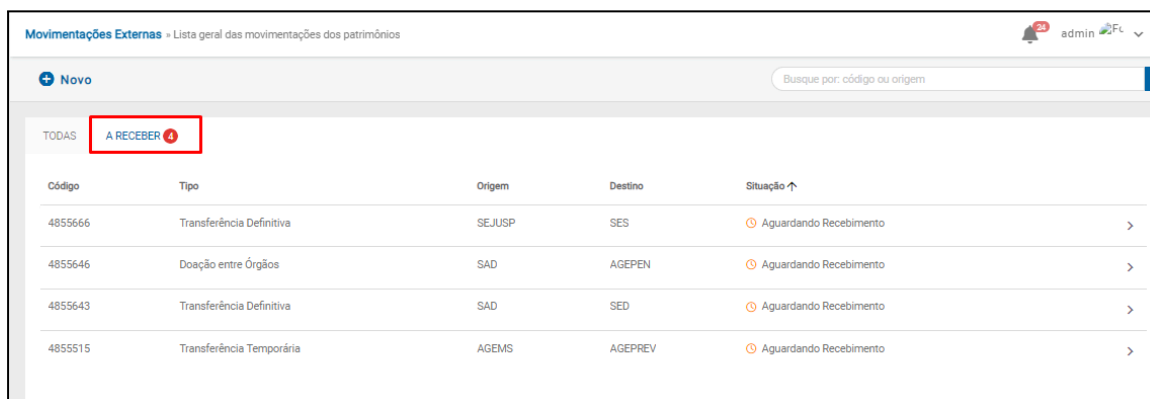 Movimentações Externas » Lista geral das movimentações dos patrimônios 24 admin
Novo Busque por: código ou origem
TODAS A RECEBER 4
Código Tipo Origem Destino Situação
4855666 Transferência Definitiva SEJUSP SES Aguardando Recebimento
4855646 Doação entre Órgãos SAD AGEPEN Aguardando Recebimento
4855643 Transferência Definitiva SAD SED Aguardando Recebimento
4855515 Transferência Temporária AGEMS AGEPREV Aguardando Recebimento